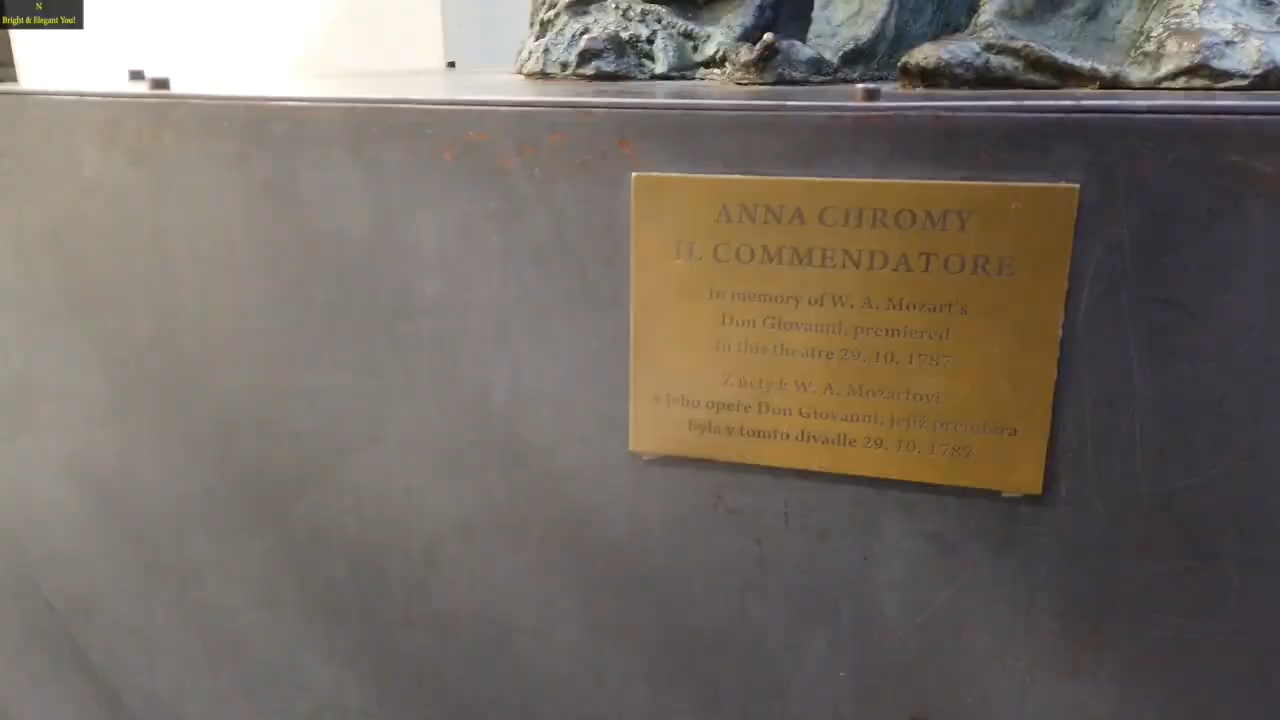 N
Bright & Elegant You!
ANNA CHROMY
IL COMMENDATORE
In memory of W. A. Mozart's
Don Giovanni, premiered
in this theatre 29. 10. 1787
Z úcty k W. A. Mozartovi
a jeho opeře Don Giovanni, jejíž premiéra
byla v tomto divadle 29. 10. 1787